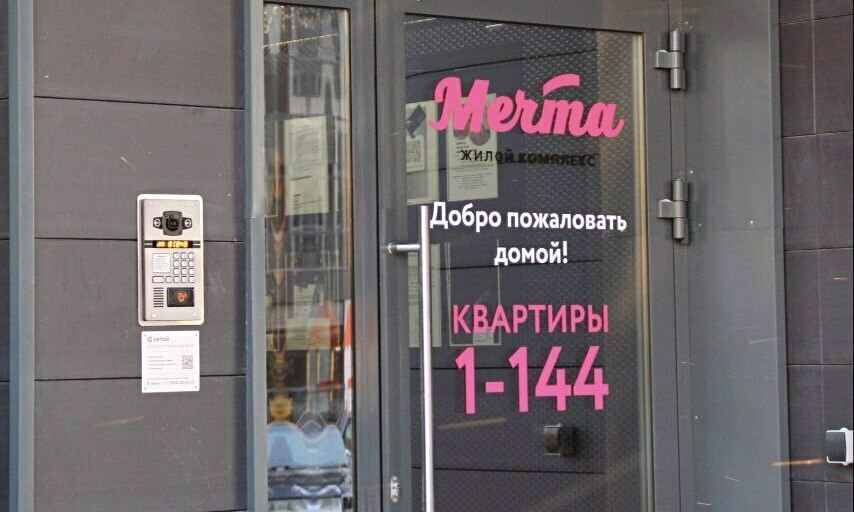 Мечта
ЖИЛОЙ КОМПЛЕКС
Добро пожаловать
домой!
КВАРТИРЫ
1-144